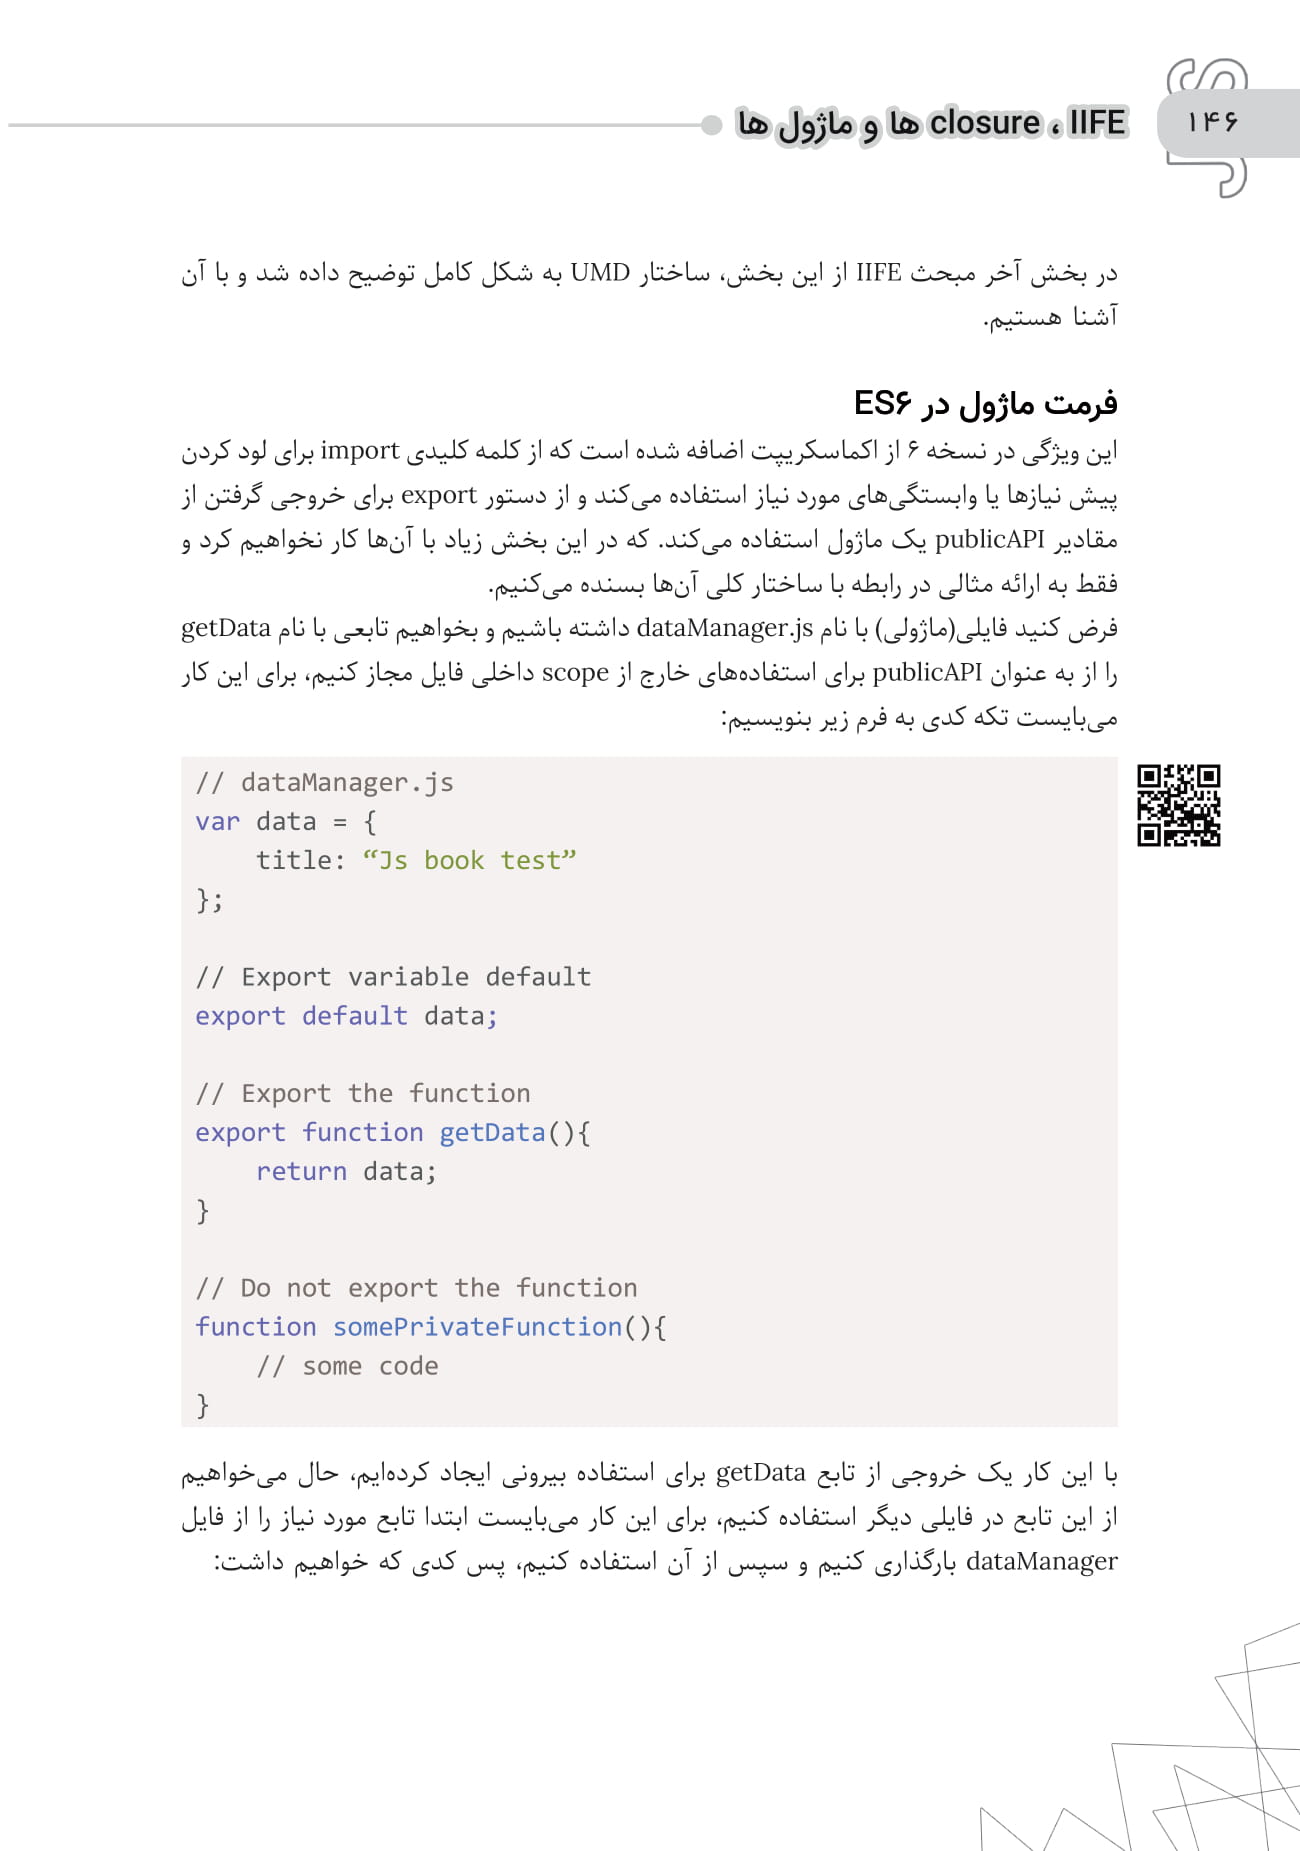 ۱۴۶
IIFE ، closure ها و ماژول ها
در بخش آخر مبحث IIFE از این بخش، ساختار UMD به شکل کامل توضیح داده شد و با آن
آشنا هستیم.
فرمت ماژول در ES۶
این ویژگی در نسخه ۶ از اکماسکریپت اضافه شده است که از کلمه کلیدی import برای لود کردن
پیش نیازها یا وابستگی‌های مورد نیاز استفاده می‌کند و از دستور export برای خروجی گرفتن از
مقادیر publicAPI یک ماژول استفاده می‌کند. که در این بخش زیاد با آن‌ها کار نخواهیم کرد و
فقط به ارائه مثالی در رابطه با ساختار کلی آن‌ها بسنده می‌کنیم.
فرض کنید فایلی(ماژولی) با نام dataManager.js داشته باشیم و بخواهیم تابعی با نام getData
را از به عنوان publicAPI برای استفاده‌های خارج از scope داخلی فایل مجاز کنیم، برای این کار
می‌بایست تکه کدی به فرم زیر بنویسیم:
// dataManager.js
var data = {
    title: “Js book test”
};
// Export variable default
export default data;
// Export the function
export function getData(){
    return data;
}
// Do not export the function
function somePrivateFunction(){
    // some code
}
با این کار یک خروجی از تابع getData برای استفاده بیرونی ایجاد کرده‌ایم، حال می‌خواهیم
از این تابع در فایلی دیگر استفاده کنیم، برای این کار می‌بایست ابتدا تابع مورد نیاز را از فایل
dataManager بارگذاری کنیم و سپس از آن استفاده کنیم، پس کدی که خواهیم داشت: